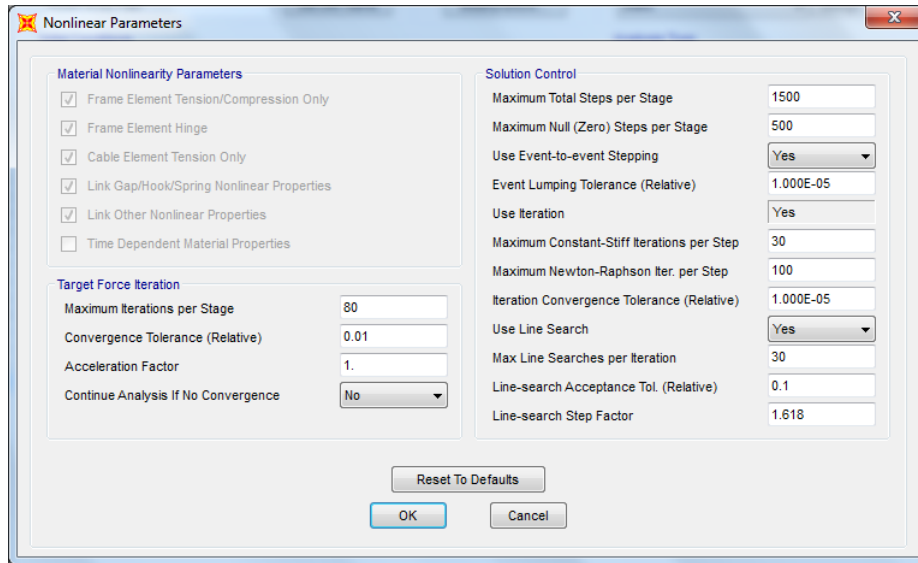 Nonlinear Parameters
Material Nonlinearity Parameters
Frame Element Tension/Compression Only
Frame Element Hinge
Cable Element Tension Only
Link Gap/Hook/Spring Nonlinear Properties
Link Other Nonlinear Properties
Time Dependent Material Properties
Target Force Iteration
Maximum Iterations per Stage 80
Convergence Tolerance (Relative) 0.01
Acceleration Factor 1.
Continue Analysis If No Convergence No
Solution Control
Maximum Total Steps per Stage 1500
Maximum Null (Zero) Steps per Stage 500
Use Event-to-event Stepping Yes
Event Lumping Tolerance (Relative) 1.000E-05
Use Iteration Yes
Maximum Constant-Stiff Iterations per Step 30
Maximum Newton-Raphson Iter. per Step 100
Iteration Convergence Tolerance (Relative) 1.000E-05
Use Line Search Yes
Max Line Searches per Iteration 30
Line-search Acceptance Tol. (Relative) 0.1
Line-search Step Factor 1.618
Reset To Defaults
OK Cancel